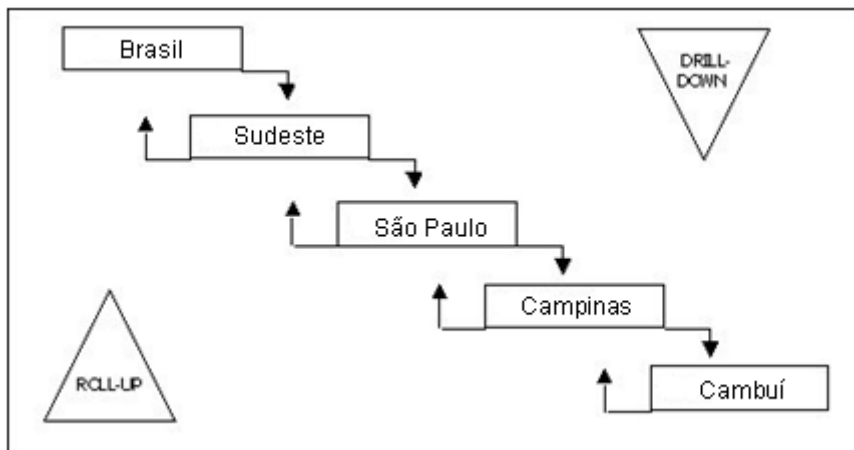 Brasil
DRILL-
DOWN
Sudeste
São Paulo
Campinas
ROLL-UP
Cambuí